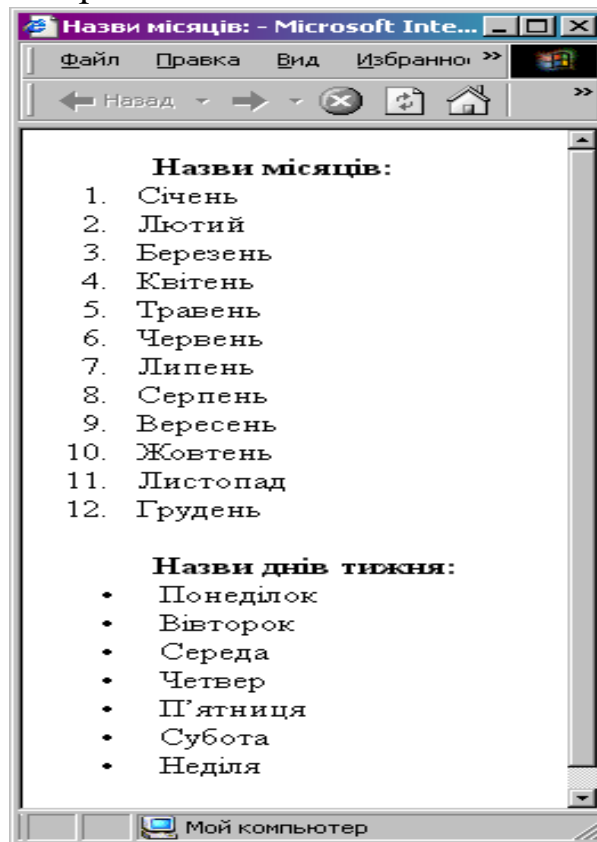 Назви місяців: - Microsoft Inte...
Файл Правка Вид Избранно »
Назад »
Назви місяців:
1. Січень
2. Лютий
3. Березень
4. Квітень
5. Травень
6. Червень
7. Липень
8. Серпень
9. Вересень
10. Жовтень
11. Листопад
12. Грудень
Назви днів тижня:
• Понеділок
• Вівторок
• Середа
• Четвер
• П’ятниця
• Субота
• Неділя
Мой компьютер